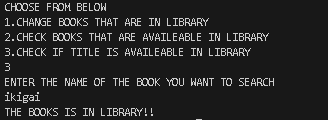 CHOOSE FROM BELOW
1.CHANGE BOOKS THAT ARE IN LIBRARY
2.CHECK BOOKS THAT ARE AVAILEABLE IN LIBRARY
3.CHECK IF TITLE IS AVAILEABLE IN LIBRARY
3
ENTER THE NAME OF THE BOOK YOU WANT TO SEARCH
ikigai
THE BOOKS IS IN LIBRARY!!